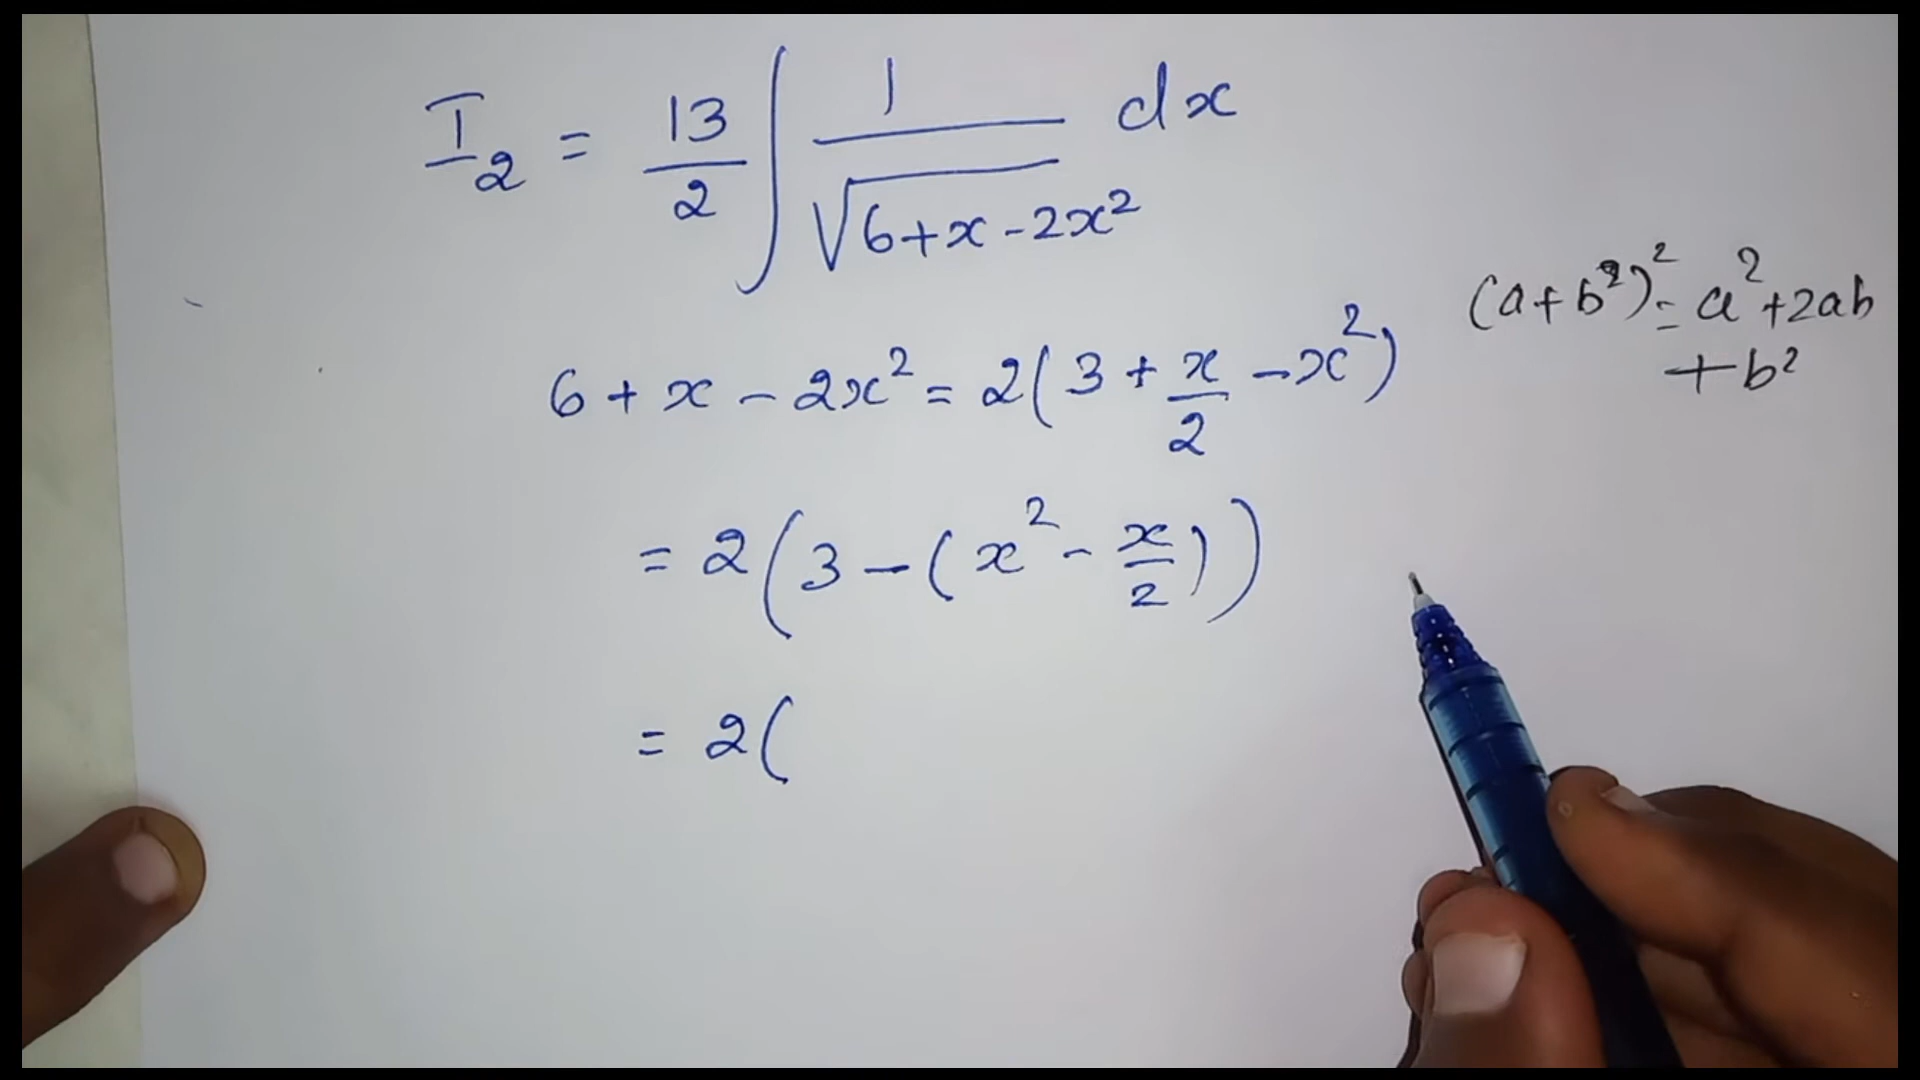 I₂ = 13/2 ∫ 1/√(6+x-2x²) dx
(a+b²)² = a²+2ab
+b²
6 + x - 2x² = 2(3 + x/2 - x²)
= 2(3 - (x² - x/2))
= 2(